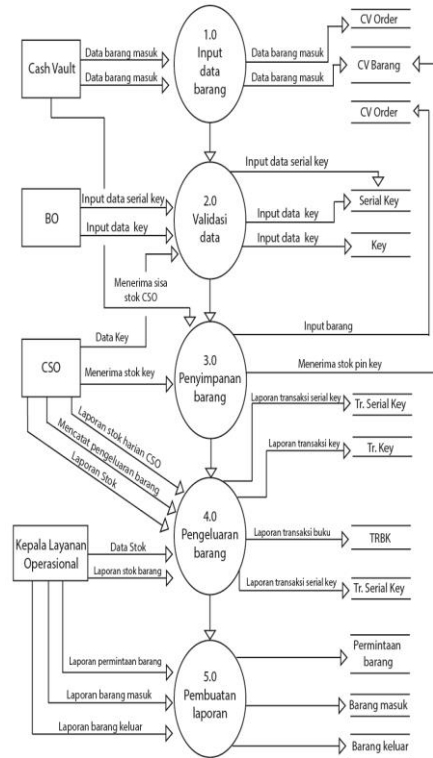 CV Order
1.0
Input
data
barang
Data barang masuk
Data barang masuk
Data barang masuk
Data barang masuk
Cash Vault
CV Barang
CV Order
Input data serial key
BO
Input data serial key
Input data key
2.0
Validasi
data
Input data key
Input data key
Serial Key
Key
Menerima sisa
stok CSO
Data Key
Input barang
CSO
Menerima stok key
3.0
Penyimpanan
barang
Menerima stok pin key
Laporan transaksi serial key
Tr. Serial Key
Laporan stok harian CSO
Mencatat pengeluaran barang
Laporan Stok
Laporan transaksi key
Tr. Key
Kepala Layanan
Operasional
Data Stok
Laporan stok barang
4.0
Pengeluaran
barang
Laporan transaksi buku
TRBK
Laporan transaksi serial key
Tr. Serial Key
Laporan permintaan barang
Laporan barang masuk
Laporan barang keluar
5.0
Pembuatan
laporan
Permintaan
barang
Barang masuk
Barang keluar